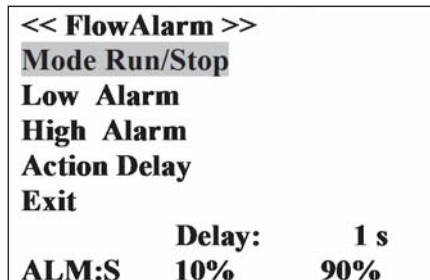 << FlowAlarm >>
Mode Run/Stop
Low Alarm
High Alarm
Action Delay
Exit
Delay: 1 s
ALM:S 10% 90%